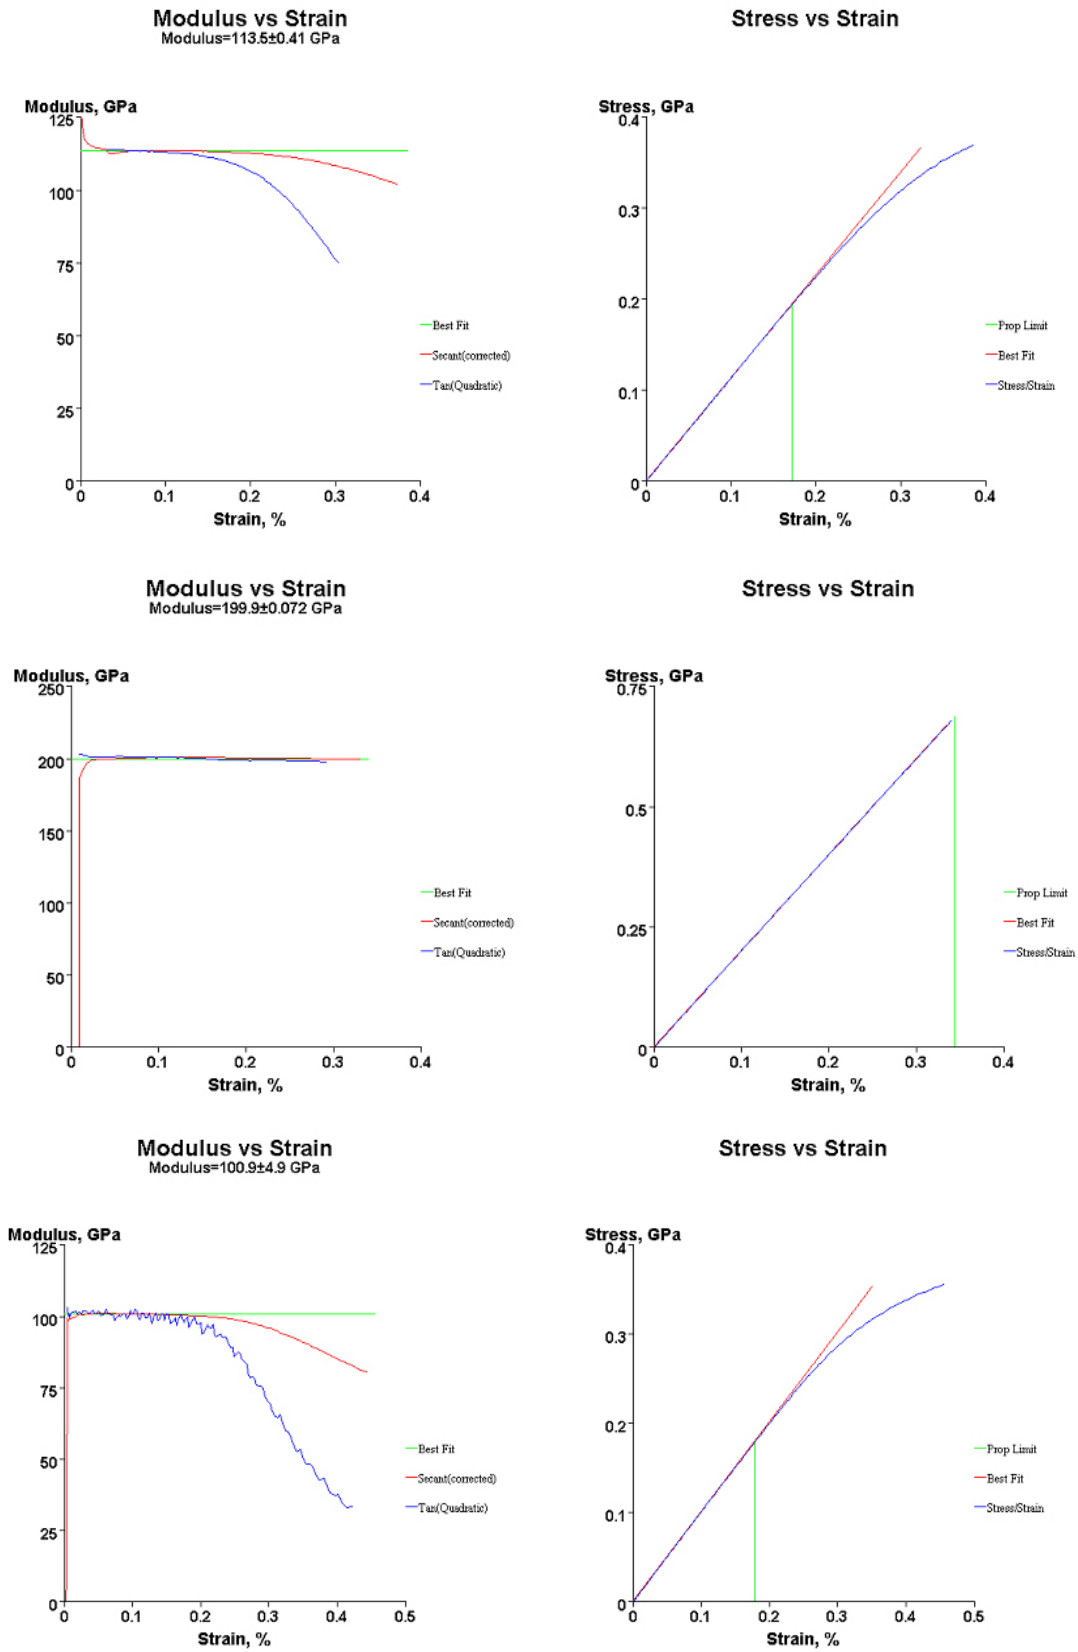 Modulus vs Strain
Modulus=113.5±0.41 GPa
Modulus, GPa
125
100
75
50
25
0
0 0.1 0.2 0.3 0.4
Strain, %
Best Fit
Secant(corrected)
Tan(Quadratic)
Stress vs Strain
Stress, GPa
0.4
0.3
0.2
0.1
0
0 0.1 0.2 0.3 0.4
Strain, %
Prop Limit
Best Fit
Stress/Strain
Modulus vs Strain
Modulus=199.9±0.072 GPa
Modulus, GPa
250
200
150
100
50
0
0 0.1 0.2 0.3 0.4
Strain, %
Best Fit
Secant(corrected)
Tan(Quadratic)
Stress vs Strain
Stress, GPa
0.75
0.5
0.25
0
0 0.1 0.2 0.3 0.4
Strain, %
Prop Limit
Best Fit
Stress/Strain
Modulus vs Strain
Modulus=100.9±4.9 GPa
Modulus, GPa
125
100
75
50
25
0
0 0.1 0.2 0.3 0.4 0.5
Strain, %
Best Fit
Secant(corrected)
Tan(Quadratic)
Stress vs Strain
Stress, GPa
0.4
0.3
0.2
0.1
0
0 0.1 0.2 0.3 0.4 0.5
Strain, %
Prop Limit
Best Fit
Stress/Strain